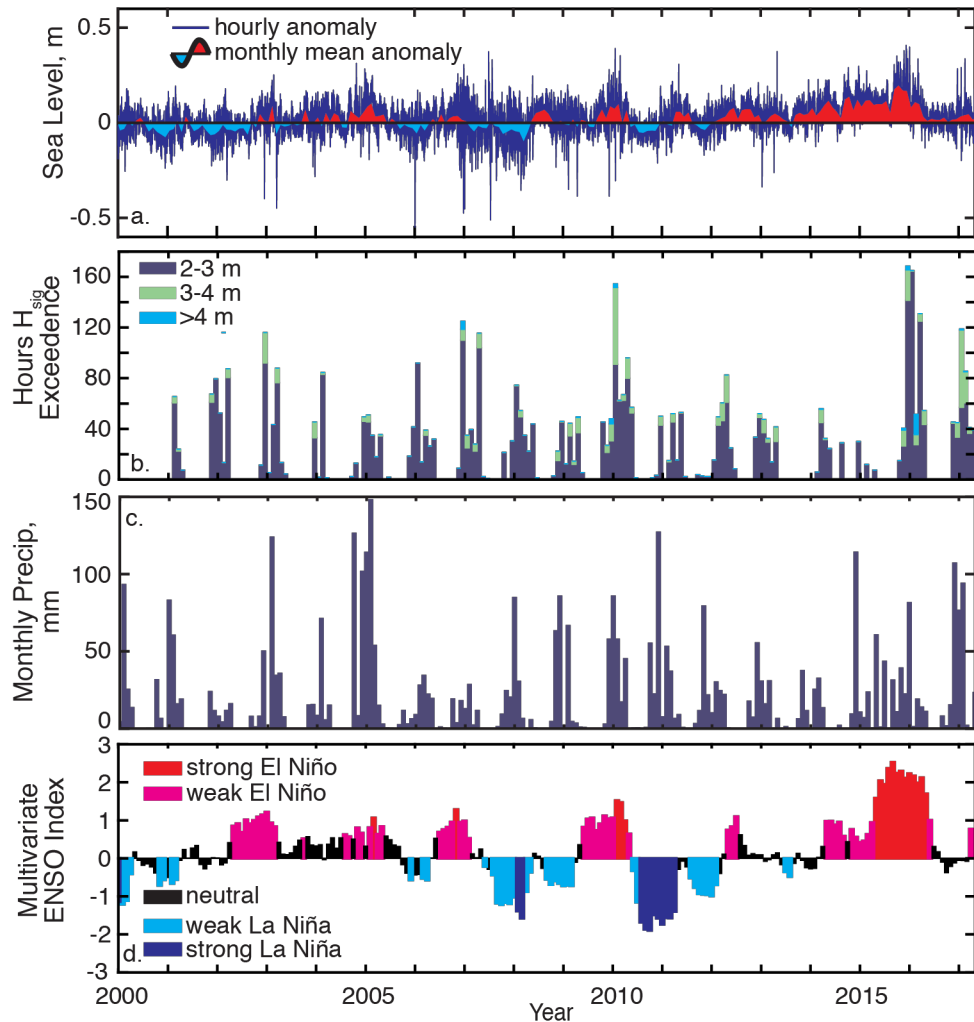 0.5
hourly anomaly
monthly mean anomaly
Sea Level, m
0
-0.5
a.
160
2-3 m
3-4 m
>4 m
120
Hours Hsig
Exceedence
80
40
0
b.
150
c.
100
Monthly Precip,
mm
50
0
3
strong El Niño
2
weak El Niño
1
Multivariate
ENSO Index
0
neutral
-1
weak La Niña
-2
strong La Niña
d.
-3
2000
2005
2010
2015
Year